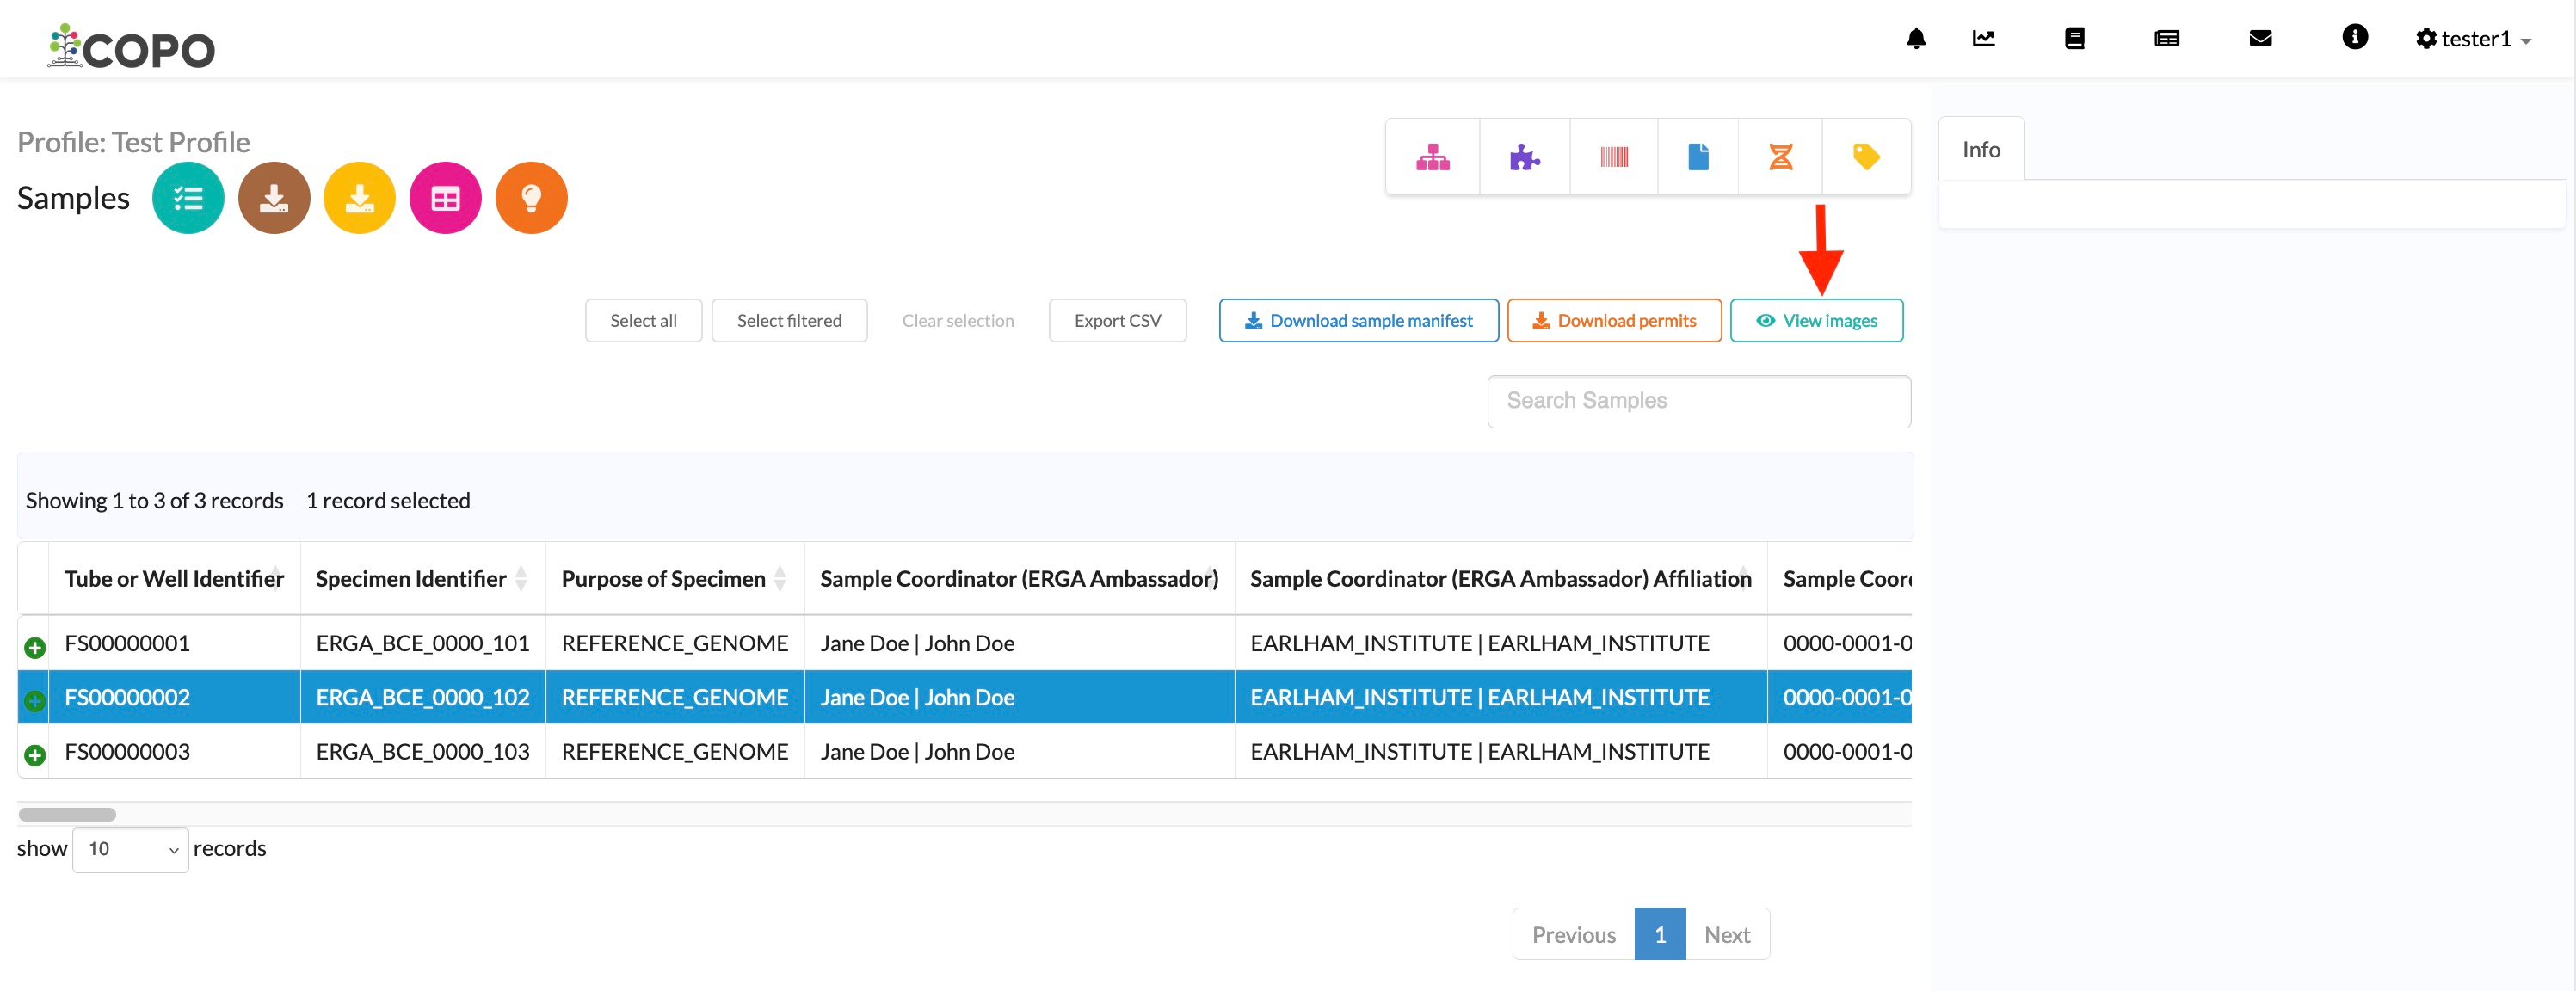 COPO
tester1
Profile: Test Profile
Samples
Info
Select all
Select filtered
Clear selection
Export CSV
Download sample manifest
Download permits
View images
Search Samples
Showing 1 to 3 of 3 records 1 record selected
Tube or Well Identifier Specimen Identifier Purpose of Specimen Sample Coordinator (ERGA Ambassador) Sample Coordinator (ERGA Ambassador) Affiliation Sample Coor
FS00000001 ERGA_BCE_0000_101 REFERENCE_GENOME Jane Doe | John Doe EARLHAM_INSTITUTE | EARLHAM_INSTITUTE 0000-0001-0
FS00000002 ERGA_BCE_0000_102 REFERENCE_GENOME Jane Doe | John Doe EARLHAM_INSTITUTE | EARLHAM_INSTITUTE 0000-0001-0
FS00000003 ERGA_BCE_0000_103 REFERENCE_GENOME Jane Doe | John Doe EARLHAM_INSTITUTE | EARLHAM_INSTITUTE 0000-0001-0
show 10 records
Previous 1 Next